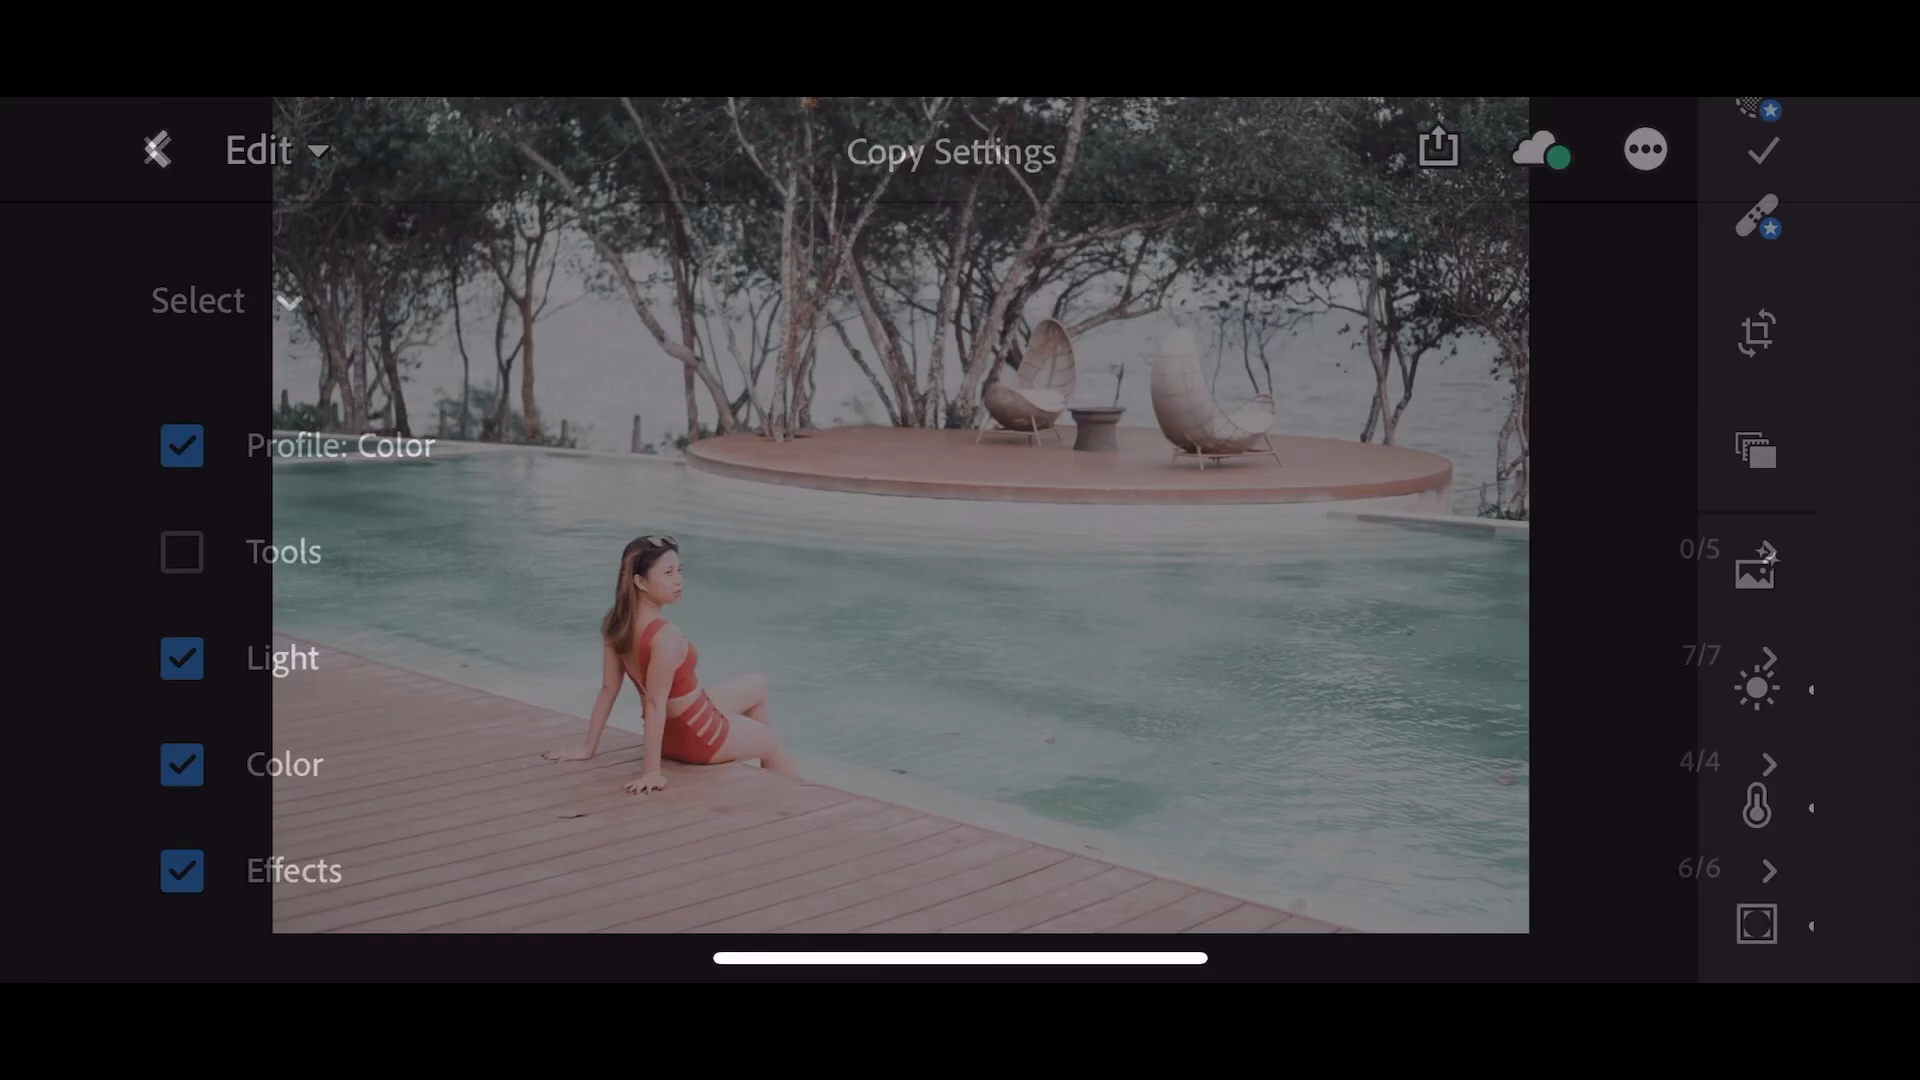 Edit
Copy Settings
Select
Profile: Color
Tools
0/5
Light
7/7
Color
4/4
Effects
6/6